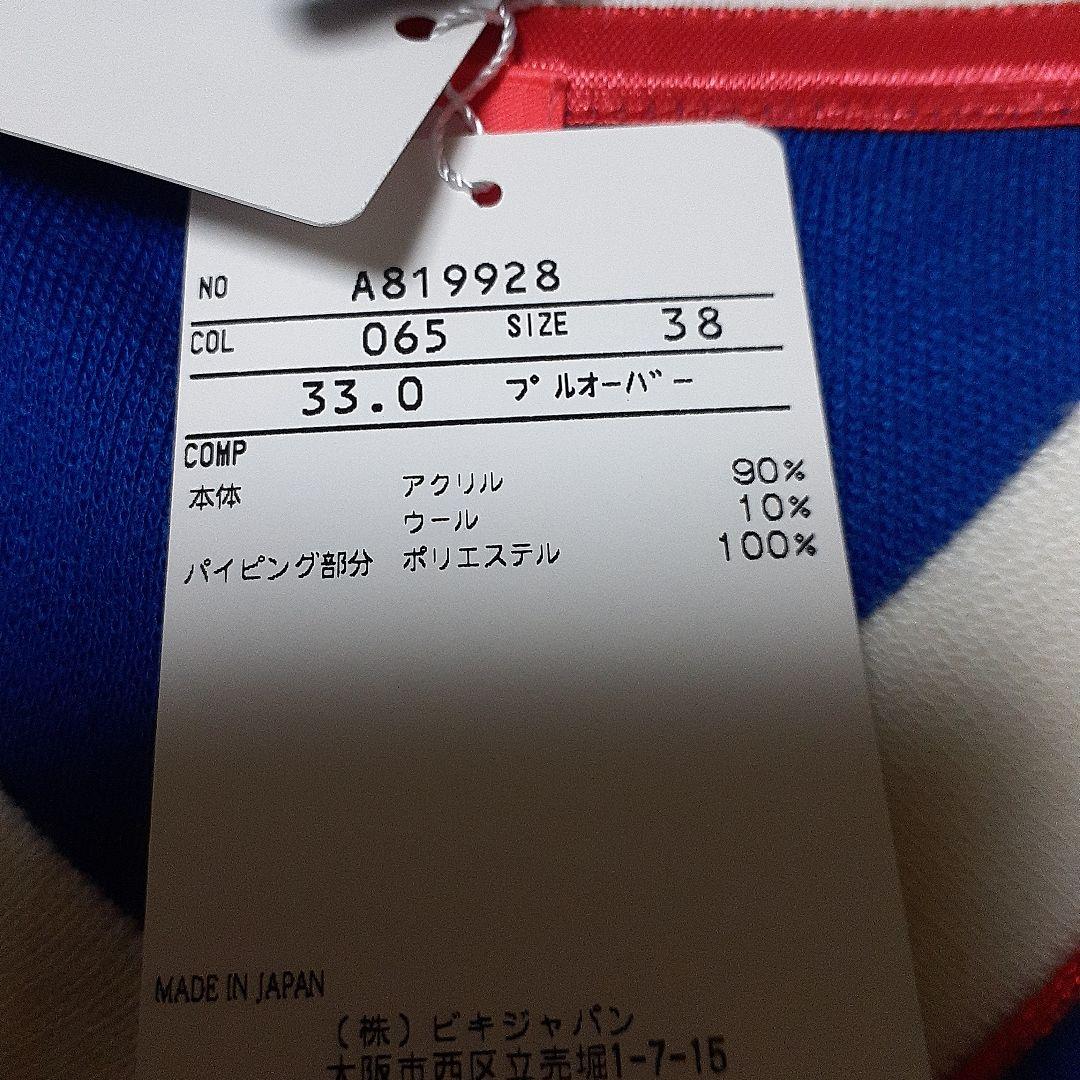 NO A819928
COL 065 SIZE 38
33.0 プルオーバー
COMP
本体 アクリル 90%
ウール 10%
パイピング部分 ポリエステル 100%
MADE IN JAPAN
(株)ビキジャパン
大阪市西区立売堀1-7-15